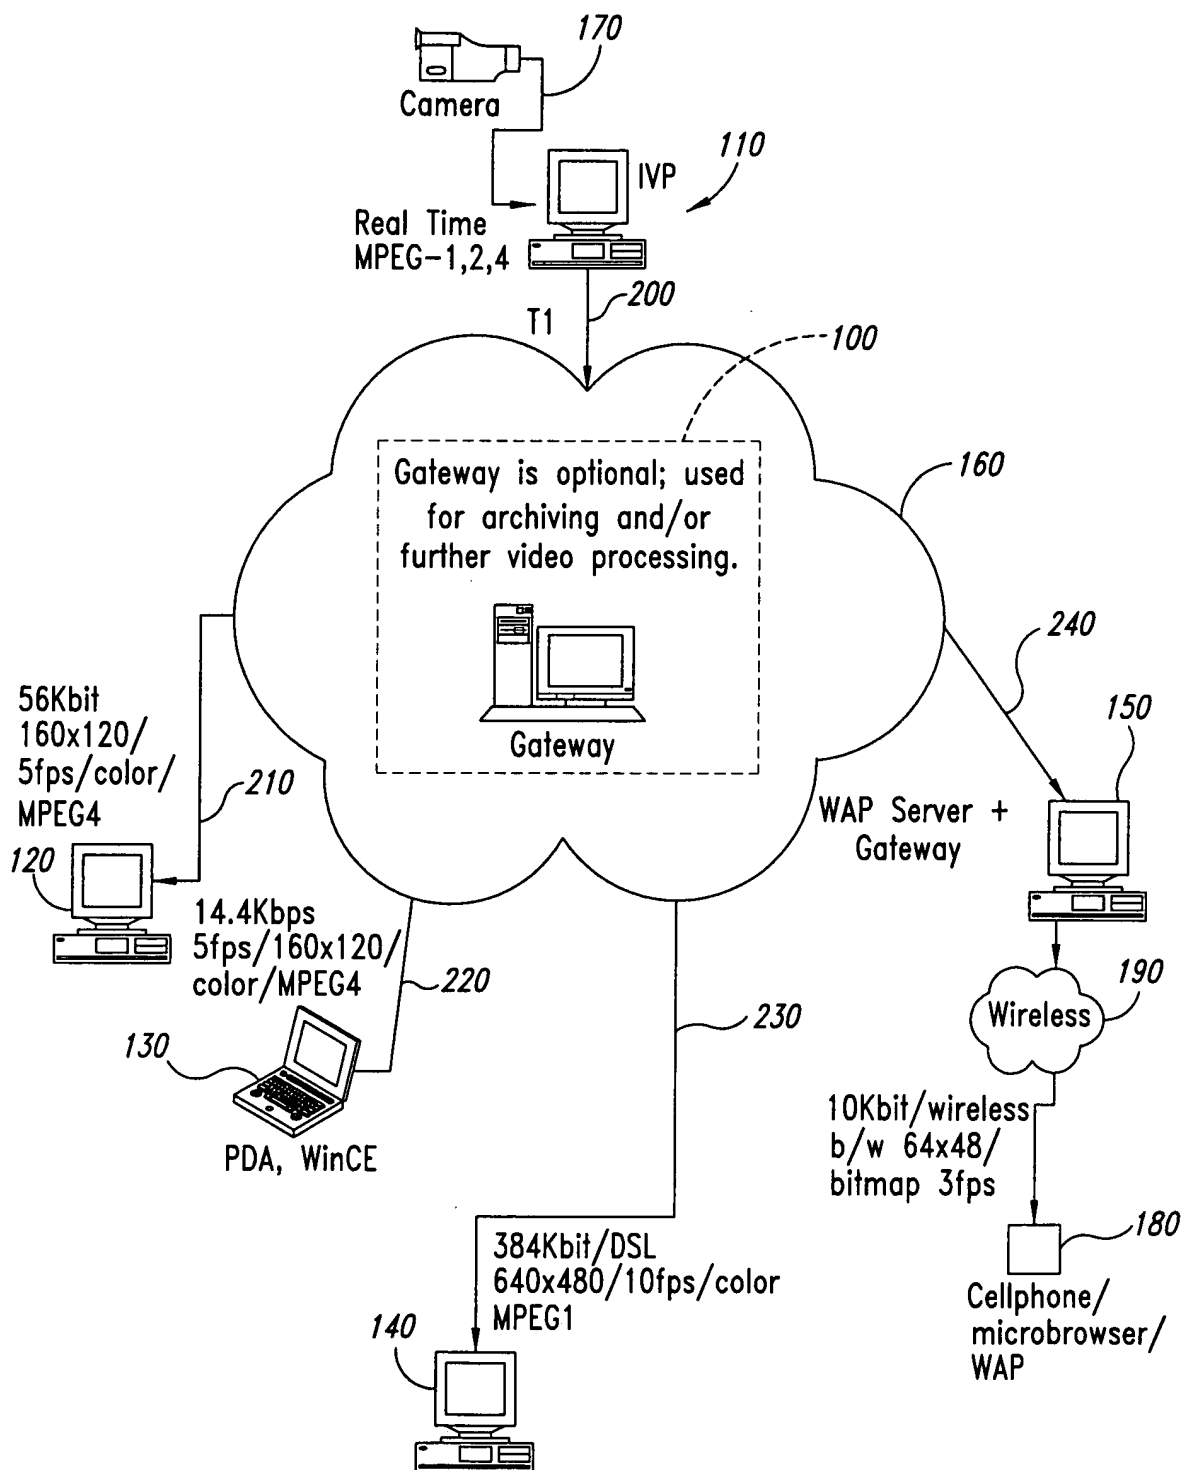 170
Camera
110
IVP
Real Time
MPEG-1,2,4
200
T1
100
Gateway is optional; used
for archiving and/or
further video processing.
Gateway
160
240
56Kbit
160x120/
5fps/color/
MPEG4
210
120
150
WAP Server +
Gateway
14.4Kbps
5fps/160x120/
color/MPEG4
220
130
PDA, WinCE
230
190
Wireless
10Kbit/wireless
b/w 64x48/
bitmap 3fps
180
Cellphone/
microbrowser/
WAP
384Kbit/DSL
640x480/10fps/color
MPEG1
140